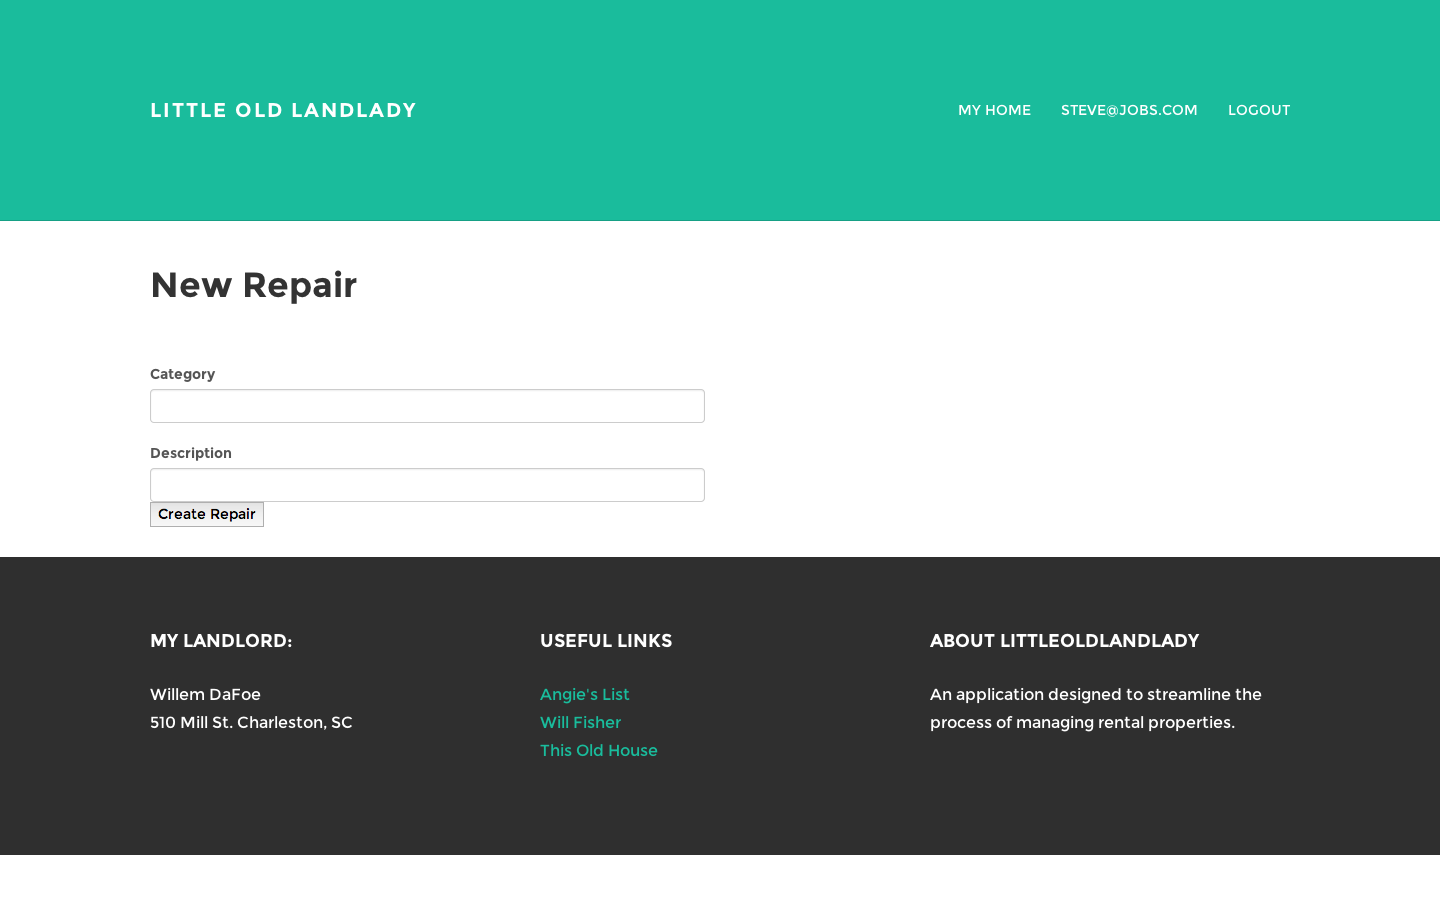 LITTLE OLD LANDLADY
MY HOME STEVE@JOBS.COM LOGOUT
New Repair
Category
Description
Create Repair
MY LANDLORD:
Willem DaFoe
510 Mill St. Charleston, SC
USEFUL LINKS
Angie's List
Will Fisher
This Old House
ABOUT LITTLEOLDLANDLADY
An application designed to streamline the
process of managing rental properties.